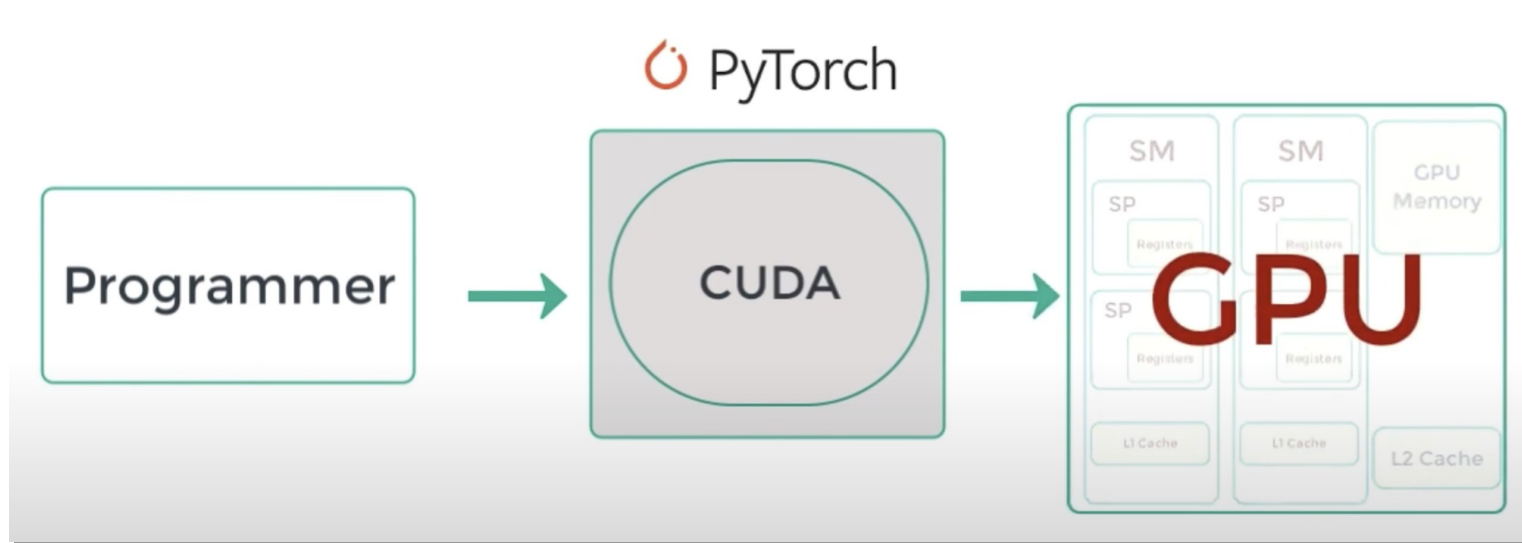 PyTorch
Programmer
CUDA
GPU
SM
SP
Registers
SP
Registers
L1 Cache
SM
SP
Registers
Registers
L1 Cache
GPU
Memory
L2 Cache